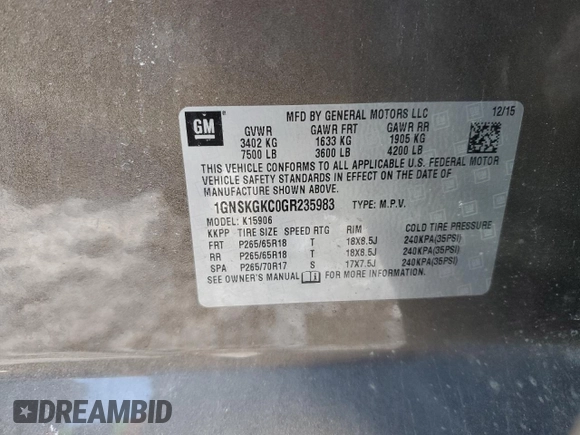 GM
MFD BY GENERAL MOTORS LLC 12/15
GVWR GAWR FRT GAWR RR
3402 KG 1633 KG 1905 KG
7500 LB 3600 LB 4200 LB
THIS VEHICLE CONFORMS TO ALL APPLICABLE U.S. FEDERAL MOTOR
VEHICLE SAFETY STANDARDS IN EFFECT ON THE DATE OF
MANUFACTURE SHOWN ABOVE.
1GNSKGKC0GR235983 TYPE: M.P.V.
MODEL: K15906
KKPP TIRE SIZE SPEED RTG RIM COLD TIRE PRESSURE
FRT P265/65R18 T 18X8.5J 240KPA(35PSI)
RR P265/65R18 T 18X8.5J 240KPA(35PSI)
SPA P265/70R17 S 17X7.5J 240KPA(35PSI)
SEE OWNER'S MANUAL FOR MORE INFORMATION.
DREAMBID